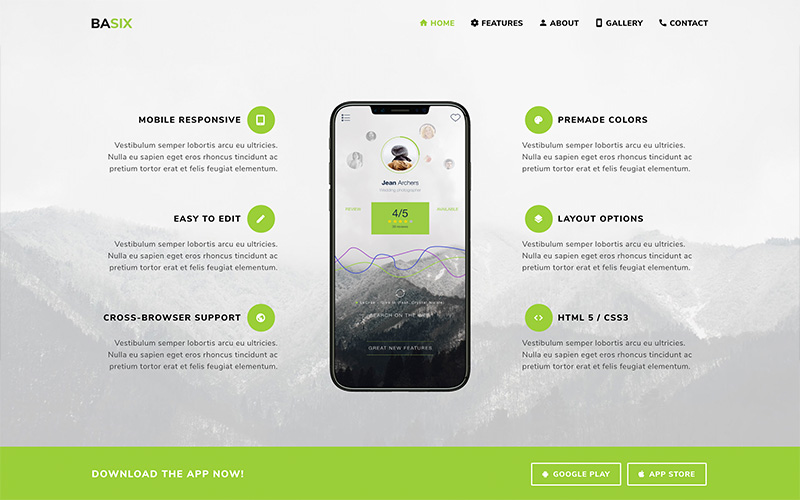 BASIX
HOME
FEATURES
ABOUT
GALLERY
CONTACT
MOBILE RESPONSIVE
Vestibulum semper lobortis arcu eu ultricies.
Nulla eu sapien eget eros rhoncus tincidunt ac
pretium tortor erat et felis feugiat elementum.
EASY TO EDIT
Vestibulum semper lobortis arcu eu ultricies.
Nulla eu sapien eget eros rhoncus tincidunt ac
pretium tortor erat et felis feugiat elementum.
CROSS-BROWSER SUPPORT
Vestibulum semper lobortis arcu eu ultricies.
Nulla eu sapien eget eros rhoncus tincidunt ac
pretium tortor erat et felis feugiat elementum.
Jean Archers
Wedding photographer
REVIEW
4/5
AVAILABLE
SEARCH ON THE WEB
GREAT NEW FEATURES
PREMADE COLORS
Vestibulum semper lobortis arcu eu ultricies.
Nulla eu sapien eget eros rhoncus tincidunt ac
pretium tortor erat et felis feugiat elementum.
LAYOUT OPTIONS
Vestibulum semper lobortis arcu eu ultricies.
Nulla eu sapien eget eros rhoncus tincidunt ac
pretium tortor erat et felis feugiat elementum.
HTML 5 / CSS3
Vestibulum semper lobortis arcu eu ultricies.
Nulla eu sapien eget eros rhoncus tincidunt ac
pretium tortor erat et felis feugiat elementum.
DOWNLOAD THE APP NOW!
GOOGLE PLAY
APP STORE